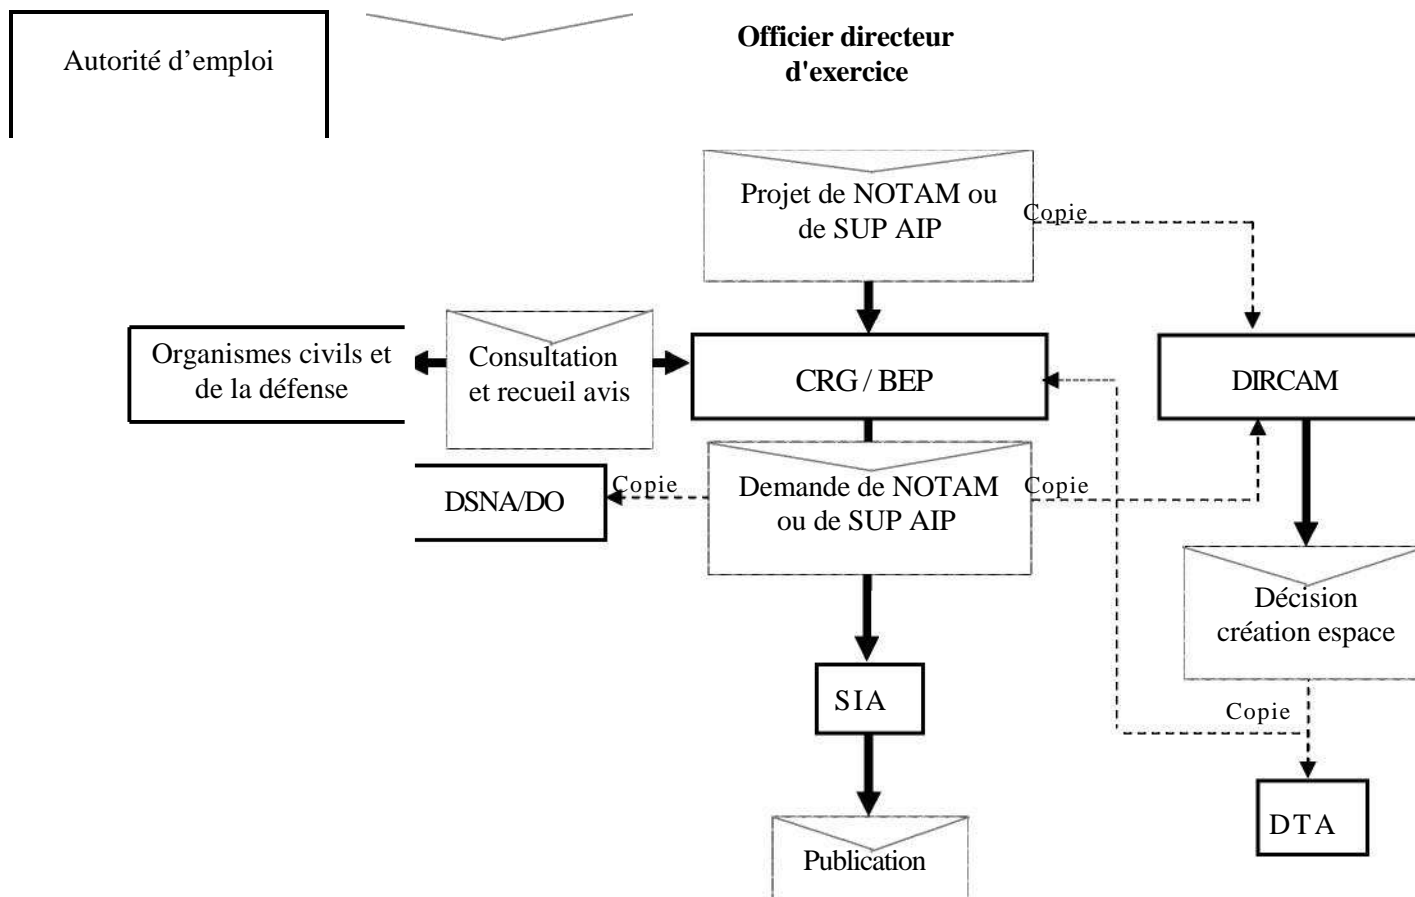 Autorité d’emploi
Officier directeur
d'exercice
Projet de NOTAM ou
de SUP AIP
Copie
Organismes civils et
de la défense
Consultation
et recueil avis
CRG / BEP
DIRCAM
DSNA/DO
Copie
Demande de NOTAM
ou de SUP AIP
Copie
Décision
création espace
SIA
Copie
DTA
Publication